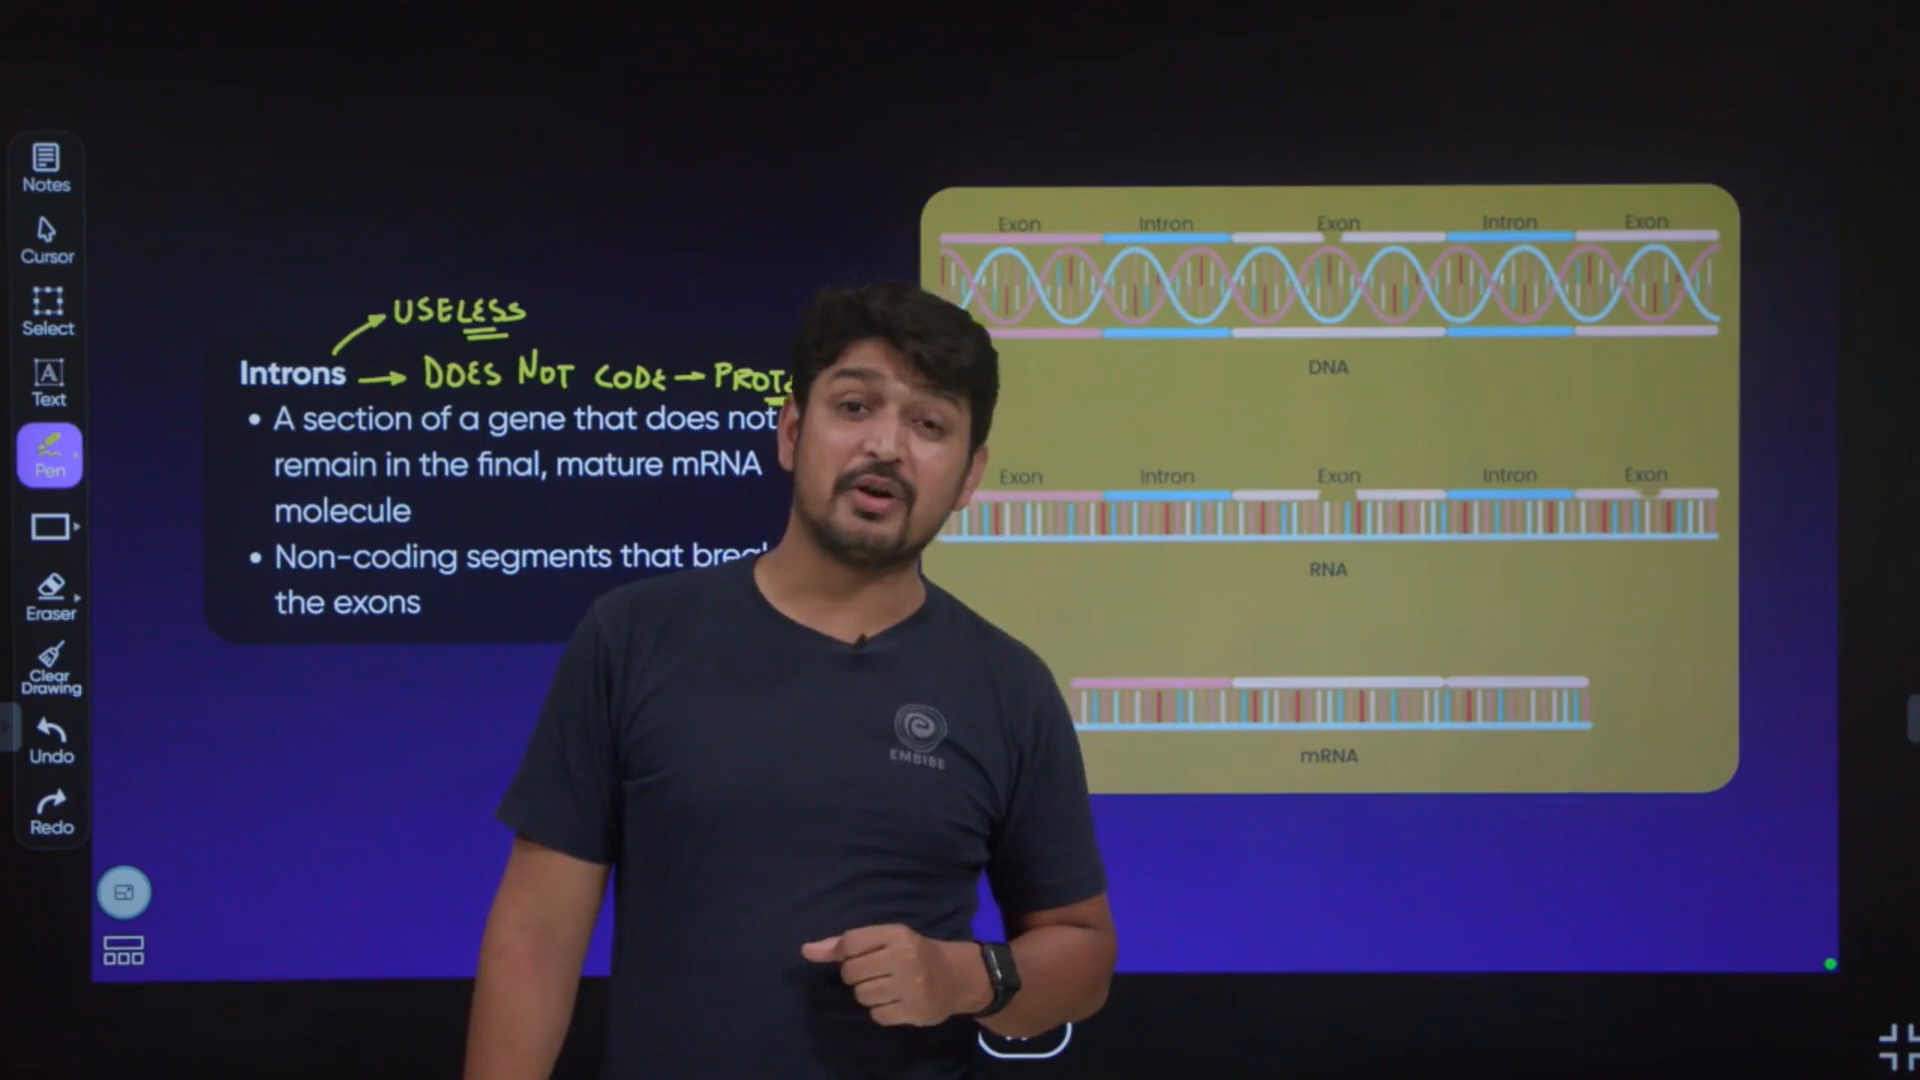 Notes
Cursor
Select
Text
Pen
Eraser
Clear
Drawing
Undo
Redo
USELESS
Introns → DOES NOT CODE →
• A section of a gene that does not
remain in the final, mature mRNA
molecule
• Non-coding segments that
the exons
Exon Intron Exon Intron Exon
DNA
Exon Intron Exon Intron Exon
RNA
mRNA
EMBIBE